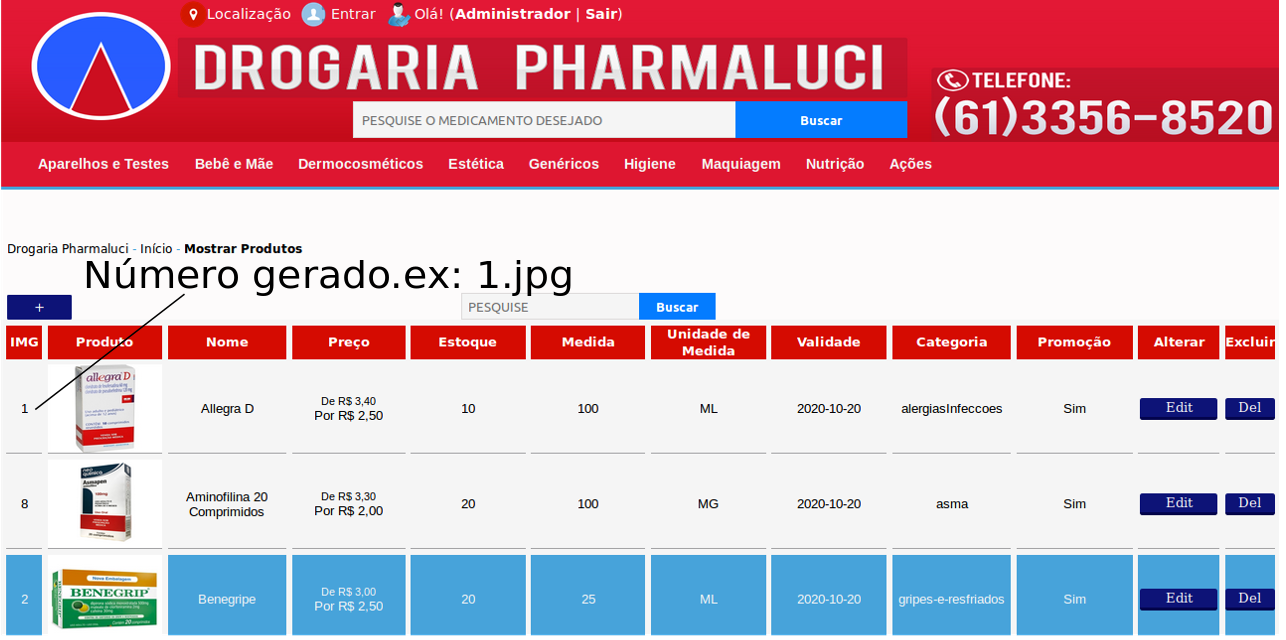 Localização Entrar Olá! (Administrador | Sair)
DROGARIA PHARMALUCI
TELEFONE:
(61)3356-8520
PESQUISE O MEDICAMENTO DESEJADO Buscar
Aparelhos e Testes Bebê e Mãe Dermocosméticos Estética Genéricos Higiene Maquiagem Nutrição Ações
Drogaria Pharmaluci - Início - Mostrar Produtos
Número gerado.ex: 1.jpg
+ PESQUISE Buscar
IMG Produto Nome Preço Estoque Medida Unidade de Medida Validade Categoria Promoção Alterar Excluir
allegra D
1 Allegra D De R$ 3,40 Por R$ 2,50 10 100 ML 2020-10-20 alergiasInfeccoes Sim Edit Del
Asmapen
8 Aminofilina 20 Comprimidos De R$ 3,30 Por R$ 2,00 20 100 MG 2020-10-20 asma Sim Edit Del
Nova Embalagem
BENEGRIP
2 Benegripe De R$ 3,00 Por R$ 2,50 20 25 ML 2020-10-20 gripes-e-resfriados Sim Edit Del